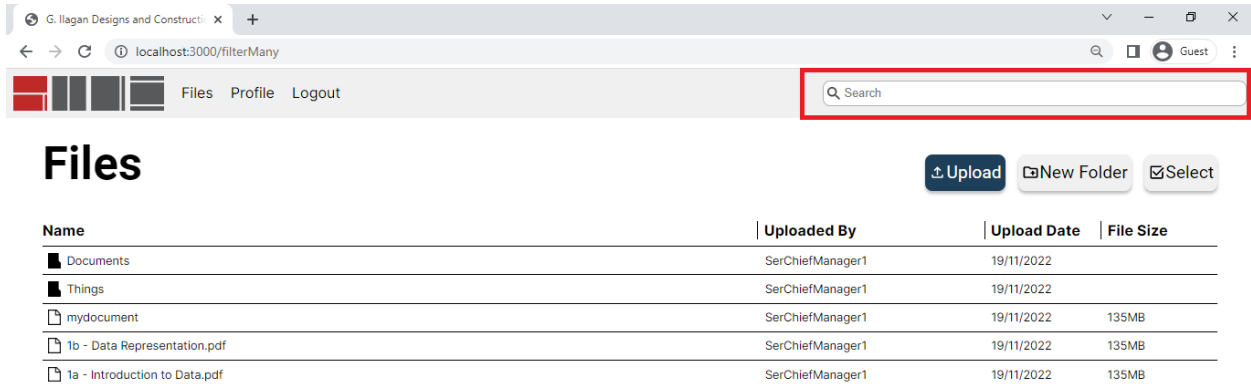 G. Ilagan Designs and Constructi
localhost:3000/filterMany
Guest
Files Profile Logout
Search
Files
Upload New Folder Select
Name Uploaded By Upload Date File Size
Documents SerChiefManager1 19/11/2022
Things SerChiefManager1 19/11/2022
mydocument SerChiefManager1 19/11/2022 135MB
1b - Data Representation.pdf SerChiefManager1 19/11/2022 135MB
1a - Introduction to Data.pdf SerChiefManager1 19/11/2022 135MB